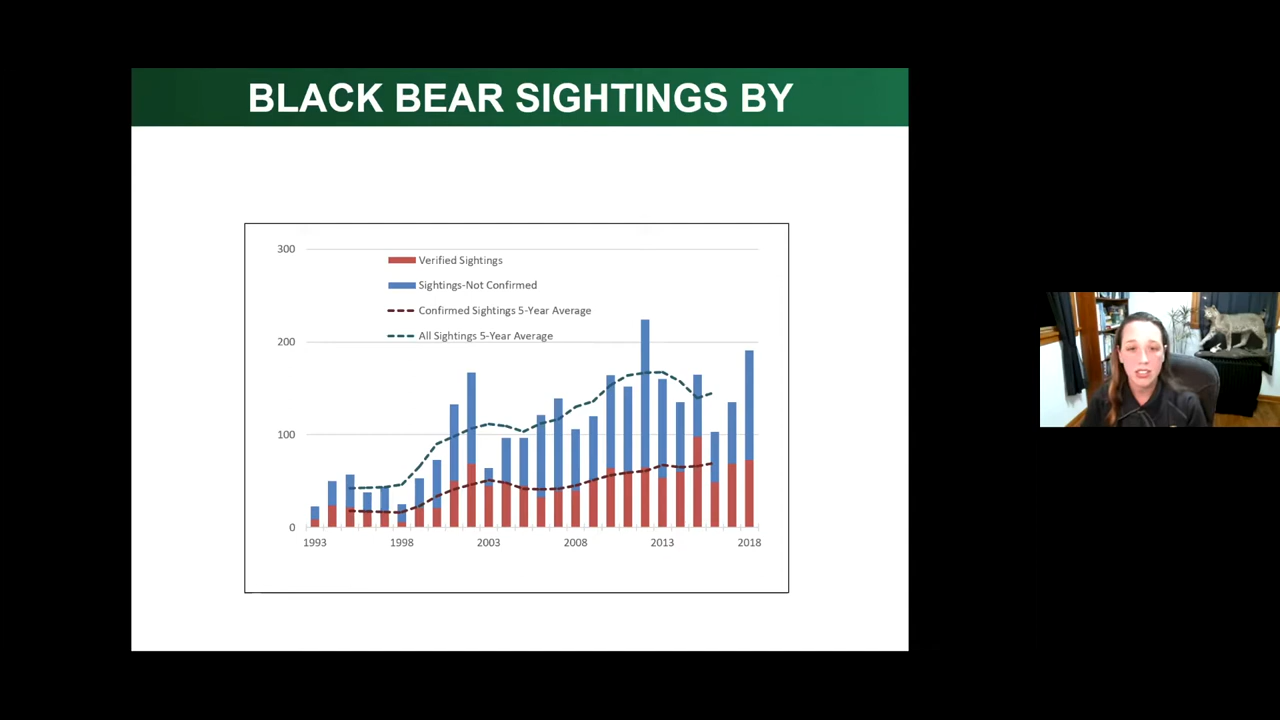 BLACK BEAR SIGHTINGS BY
300
Verified Sightings
Sightings-Not Confirmed
Confirmed Sightings 5-Year Average
All Sightings 5-Year Average
200
100
0
1993 1998 2003 2008 2013 2018